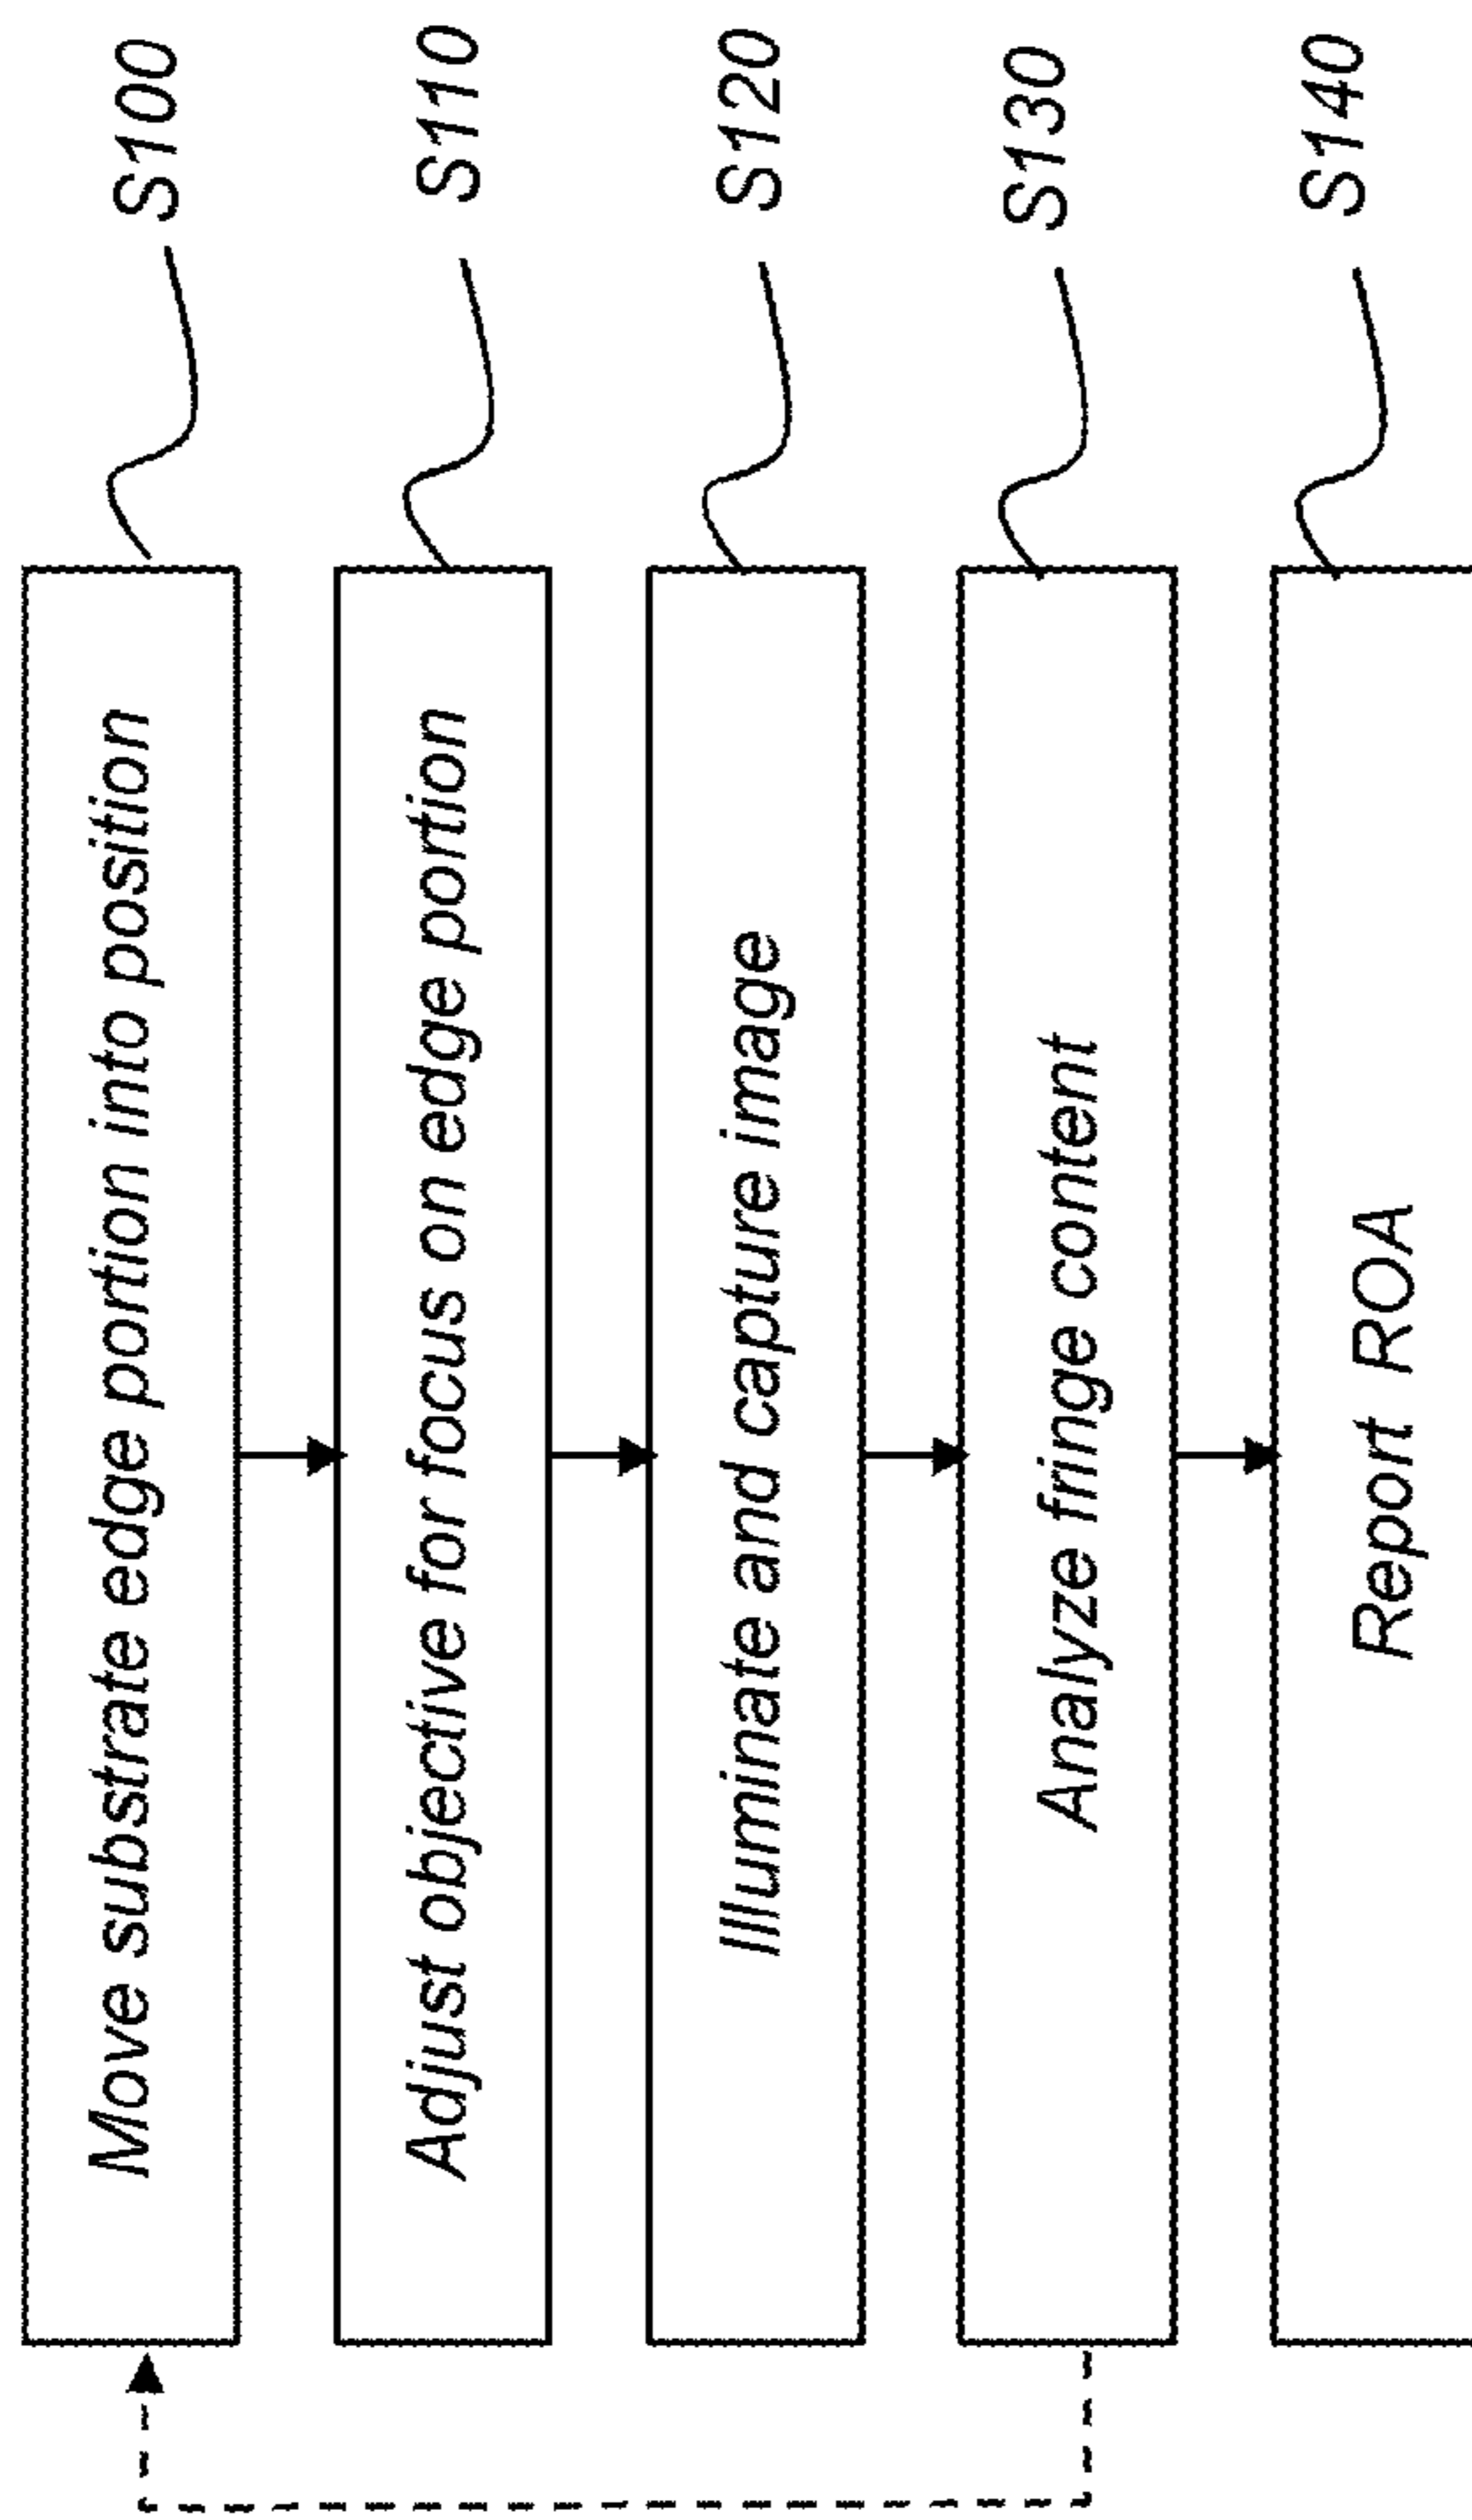 Move substrate edge portion into position
S100
Adjust objective for focus on edge portion
S110
Illuminate and capture image
S120
Analyze fringe content
S130
Report ROA
S140